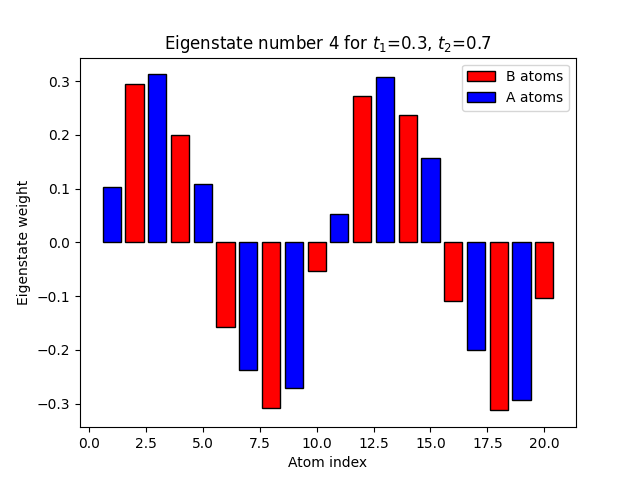 Eigenstate number 4 for $t_1$=0.3, $t_2$=0.7
B atoms
A atoms
Eigenstate weight
0.3
0.2
0.1
0.0
−0.1
−0.2
−0.3
0.0 2.5 5.0 7.5 10.0 12.5 15.0 17.5 20.0
Atom index